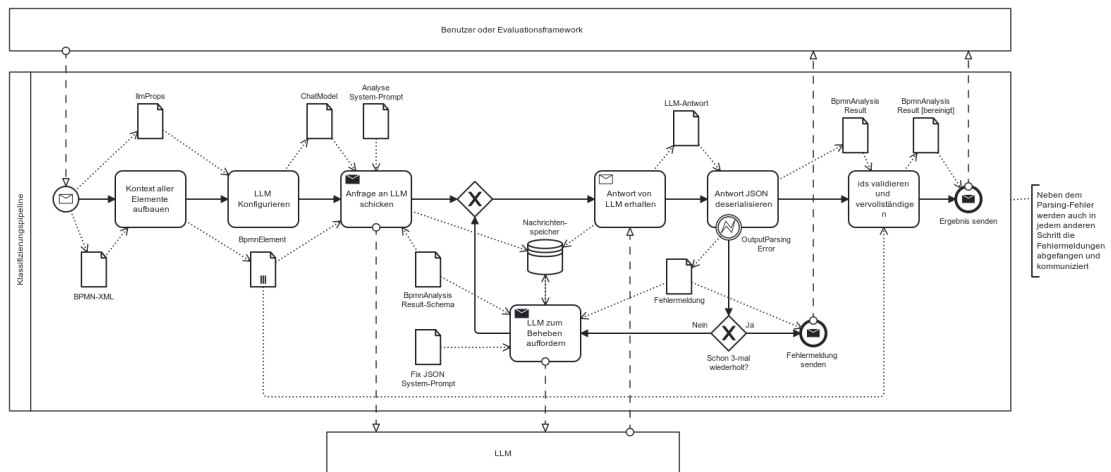 Benutzer oder Evaluationsframework
Klassifizierungspipeline
llmProps
ChatModel
Analyse
System-Prompt
LLM-Antwort
BpmnAnalysis
Result
BpmnAnalysis
Result [bereinigt]
Kontext aller
Elemente
aufbauen
LLM
Konfigurieren
Anfrage an LLM
schicken
Antwort von
LLM erhalten
Antwort JSON
deserialisieren
ids validieren und
vervollständige
n
Ergebnis senden
Neben dem
Parsing-Fehler
werden auch in
jedem anderen
Schritt die
Fehlermeldungen
abgefangen und
kommuniziert
Nachrichten-
speicher
OutputParsing
Error
BpmnElement
BPMN-XML
BpmnAnalysis
Result-Schema
Fehlermeldung
LLM zum
Beheben
auffordern
Nein
Ja
Schon 3-mal
wiederholt?
Fehlermeldung
senden
Fix JSON
System-Prompt
LLM